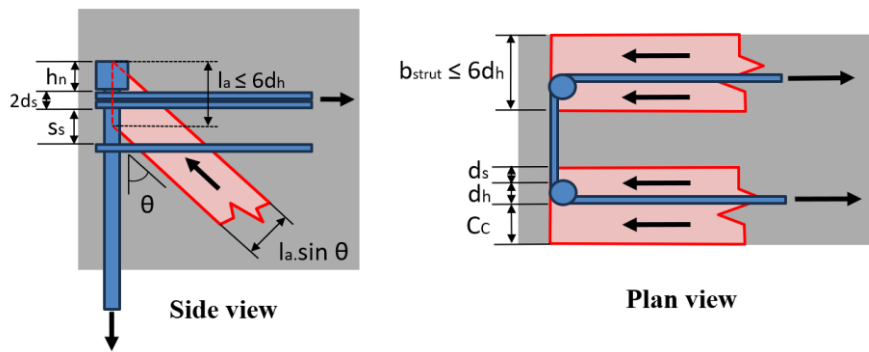 hn
la ≤ 6dh
2ds
ss
θ
la.sin θ
Side view
bstrut ≤ 6dh
ds
dh
Cc
Plan view